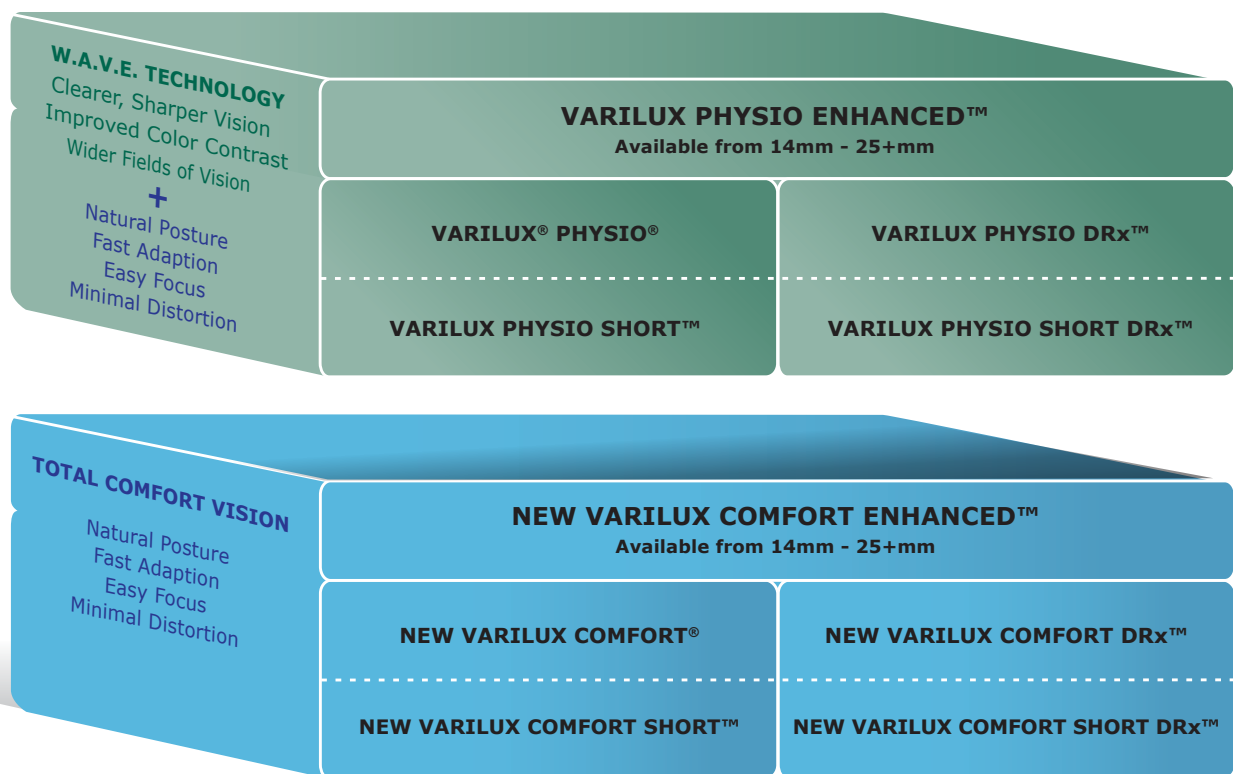 W.A.V.E. TECHNOLOGY
Clearer, Sharper Vision
Improved Color Contrast
Wider Fields of Vision
+
Natural Posture
Fast Adaption
Easy Focus
Minimal Distortion
VARILUX PHYSIO ENHANCED™
Available from 14mm - 25+mm
VARILUX® PHYSIO®
VARILUX PHYSIO DRx™
VARILUX PHYSIO SHORT™
VARILUX PHYSIO SHORT DRx™
TOTAL COMFORT VISION
Natural Posture
Fast Adaption
Easy Focus
Minimal Distortion
NEW VARILUX COMFORT ENHANCED™
Available from 14mm - 25+mm
NEW VARILUX COMFORT®
NEW VARILUX COMFORT DRx™
NEW VARILUX COMFORT SHORT™
NEW VARILUX COMFORT SHORT DRx™